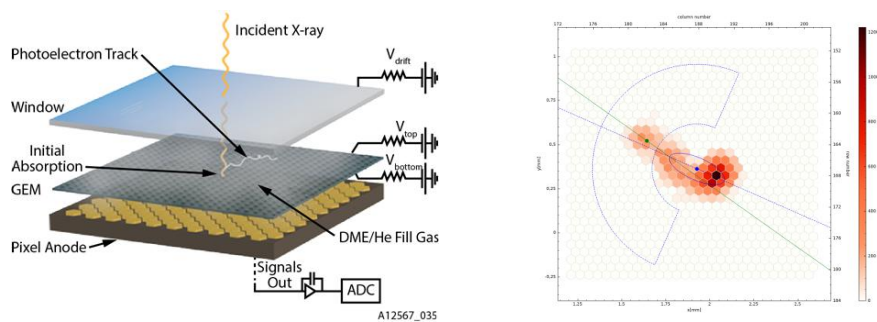 Incident X-ray
Photoelectron Track
V drift
Window
V top
Initial
Absorption
V bottom
GEM
DME/He Fill Gas
Pixel Anode
Signals
Out
ADC
A12567_035
column number
172 176 180 184 188 192 196 200
1
0.75
0.5
0.25
0
-0.25
y[mm]
1.25 1.5 1.75 2 2.25 2.5
x[mm]
152
156
160
164
168
172
176
180
184
row number
1200
1000
800
600
400
200
0